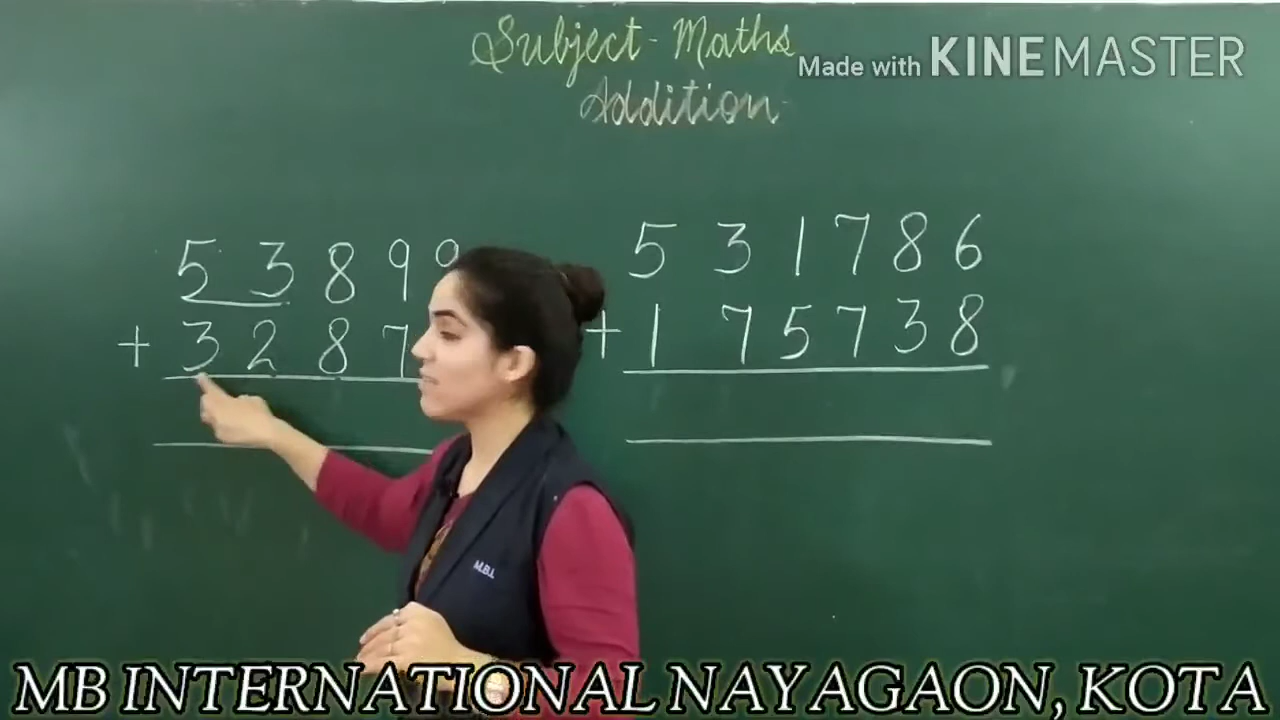 Subject - Maths
Made with KINEMASTER
Addition
5 3 8 9 9
+ 3 2 8 7
5 3 1 7 8 6
+ 1 7 5 7 3 8
M.B.I.
MB INTERNATIONAL NAYAGAON, KOTA